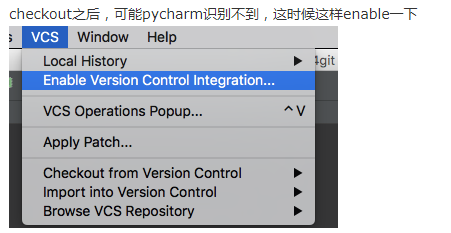 checkout之后，可能pycharm识别不到，这时候这样enable一下
s VCS Window Help
Local History
4git
Enable Version Control Integration...
VCS Operations Popup... ^V
Apply Patch...
Checkout from Version Control
Import into Version Control
Browse VCS Repository